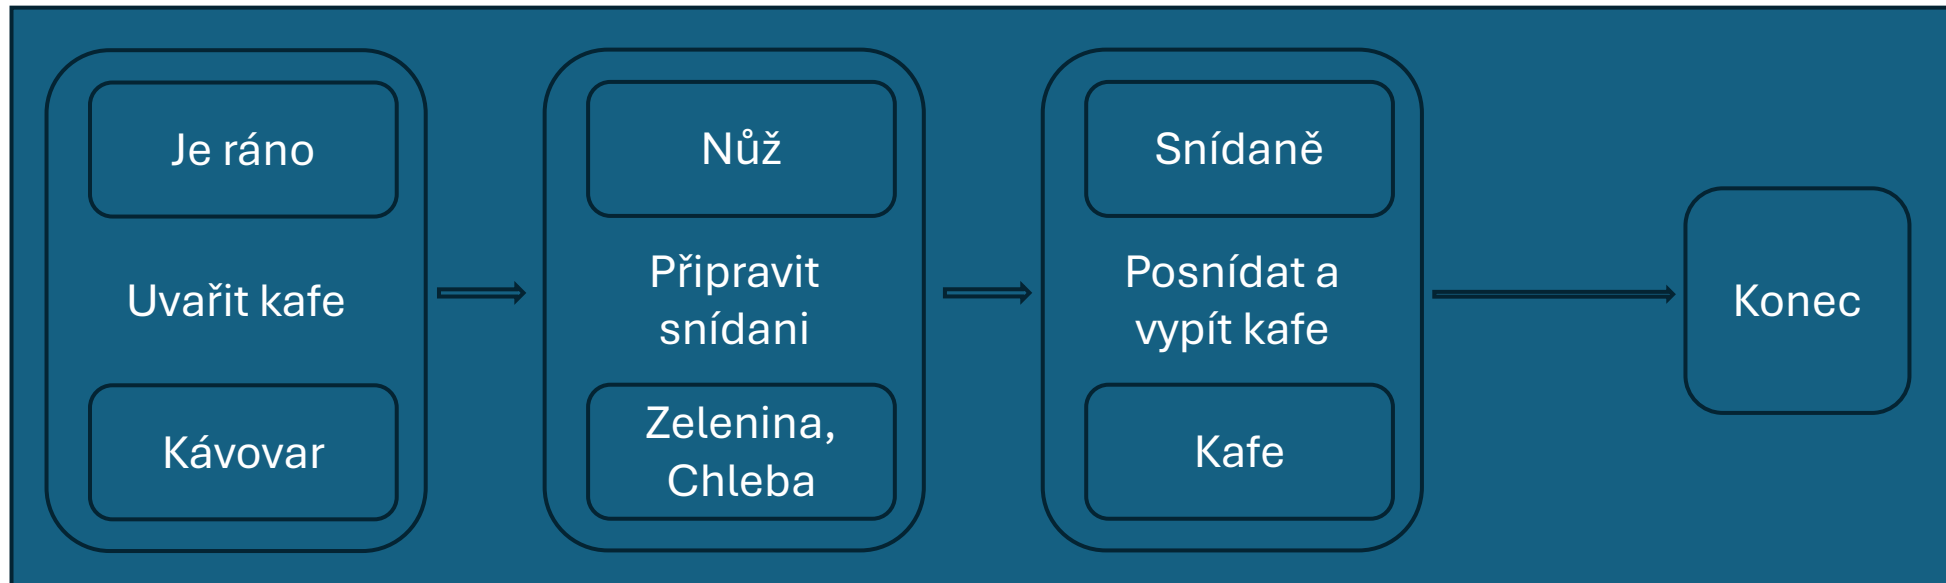 Je ráno
Uvařit kafe
Kávovar
Nůž
Připravit
snídani
Zelenina,
Chleba
Snídaně
Posnídat a
vypít kafe
Kafe
Konec